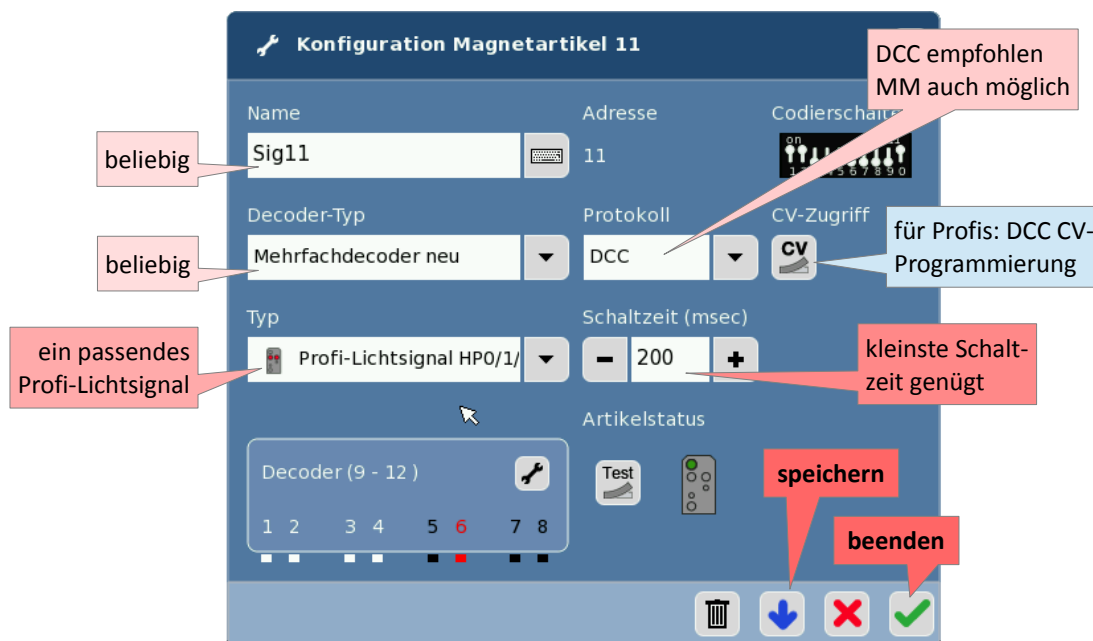 Konfiguration Magnetartikel 11
DCC empfohlen
MM auch möglich
Name
Adresse
beliebig
Sig11
11
on
Decoder-Typ
Protokoll
CV-Zugriff
beliebig
Mehrfachdecoder neu
DCC
CV
für Profis: DCC CV-
Programmierung
Typ
Schaltzeit (msec)
ein passendes
Profi-Lichtsignal
Profi-Lichtsignal HP0/1/
200
kleinste Schalt-
zeit genügt
Artikelstatus
Decoder (9 - 12 )
Test
speichern
1 2 3 4 5 6 7 8
beenden